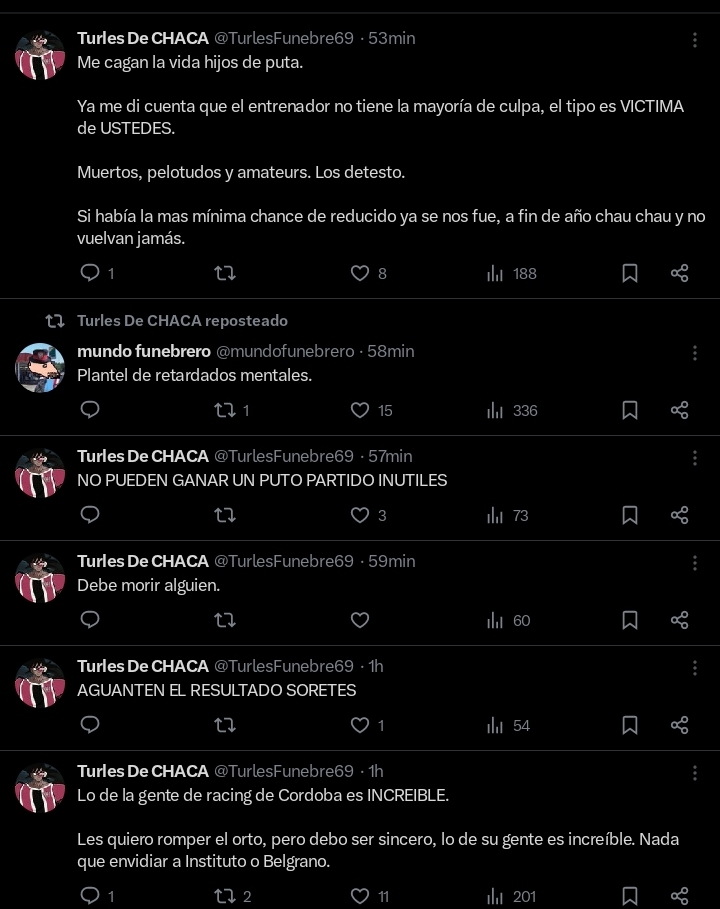 Turles De CHACA @TurlesFunebre69 · 53min
Me cagan la vida hijos de puta.
Ya me di cuenta que el entrenador no tiene la mayoría de culpa, el tipo es VICTIMA
de USTEDES.
Muertos, pelotudos y amateurs. Los detesto.
Si había la mas mínima chance de reducido ya se nos fue, a fin de año chau chau y no
vuelvan jamás.
1 8 188
Turles De CHACA reposteado
mundo funebrero @mundofunebrero · 58min
Plantel de retardados mentales.
1 15 336
Turles De CHACA @TurlesFunebre69 · 57min
NO PUEDEN GANAR UN PUTO PARTIDO INUTILES
3 73
Turles De CHACA @TurlesFunebre69 · 59min
Debe morir alguien.
60
Turles De CHACA @TurlesFunebre69 · 1h
AGUANTEN EL RESULTADO SORETES
1 54
Turles De CHACA @TurlesFunebre69 · 1h
Lo de la gente de racing de Cordoba es INCREIBLE.
Les quiero romper el orto, pero debo ser sincero, lo de su gente es increíble. Nada
que envidiar a Instituto o Belgrano.
1 2 11 201